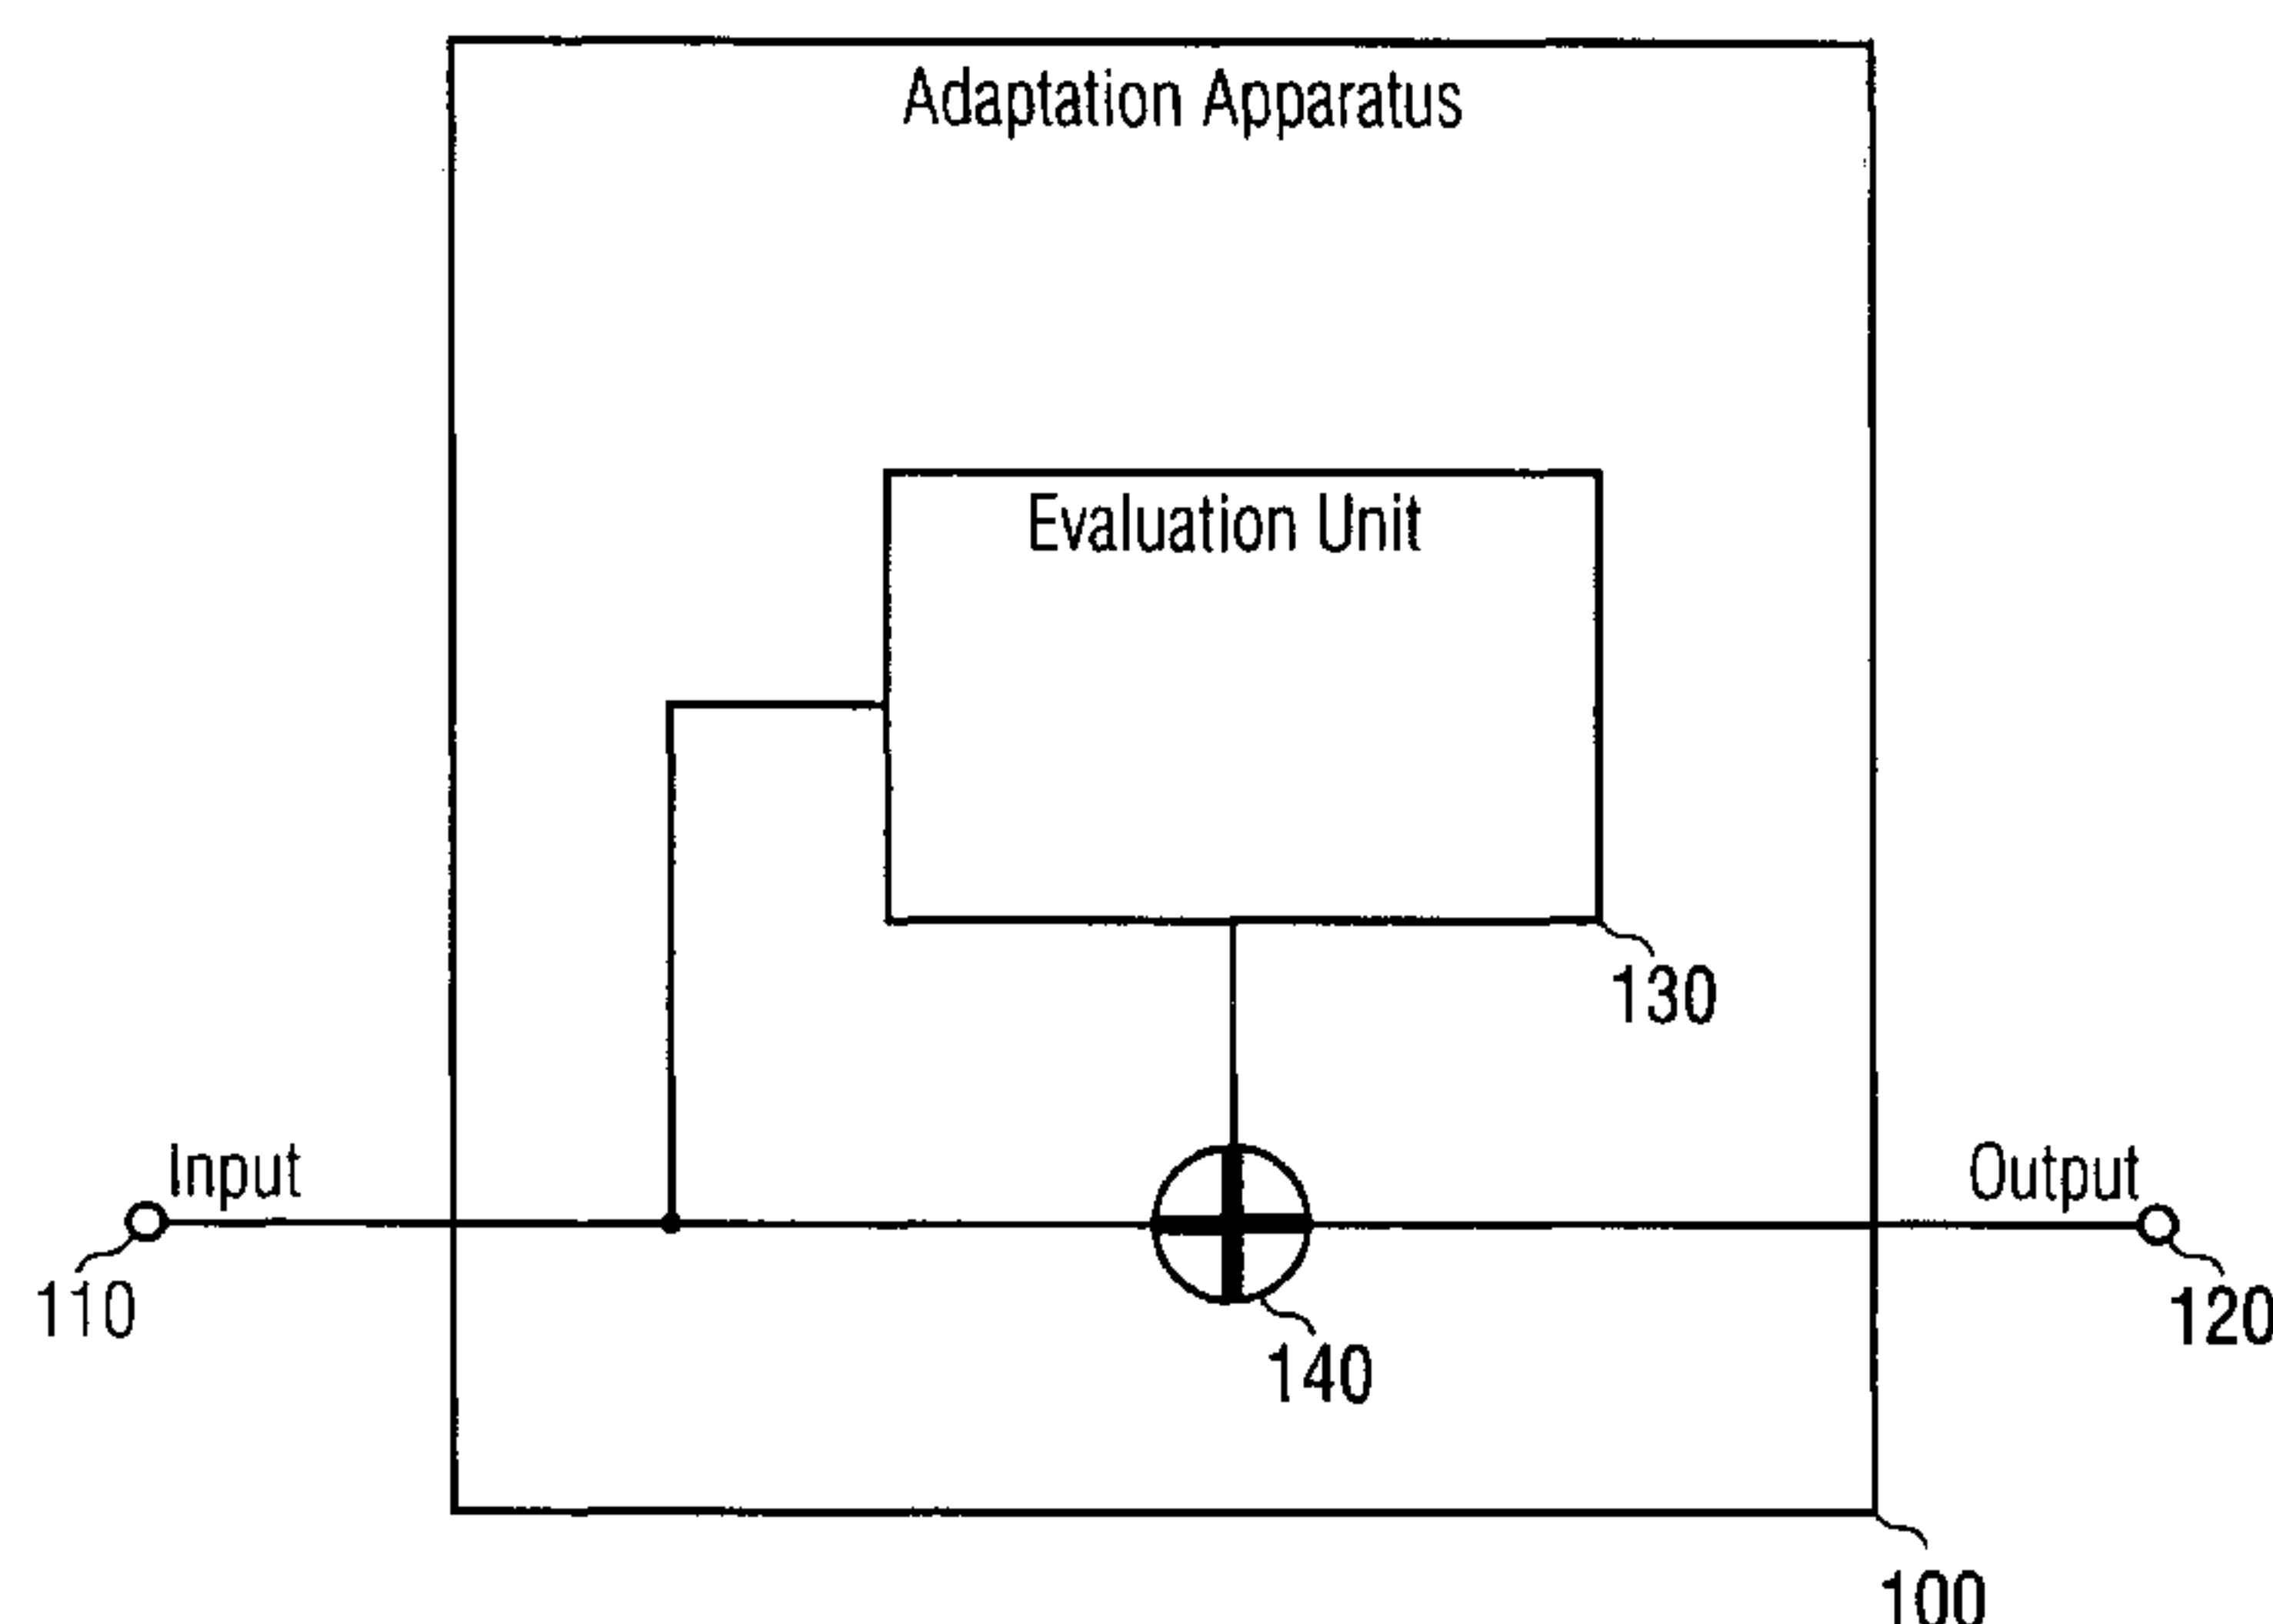 Adaptation Apparatus
Evaluation Unit
130
Input
Output
110
120
140
100